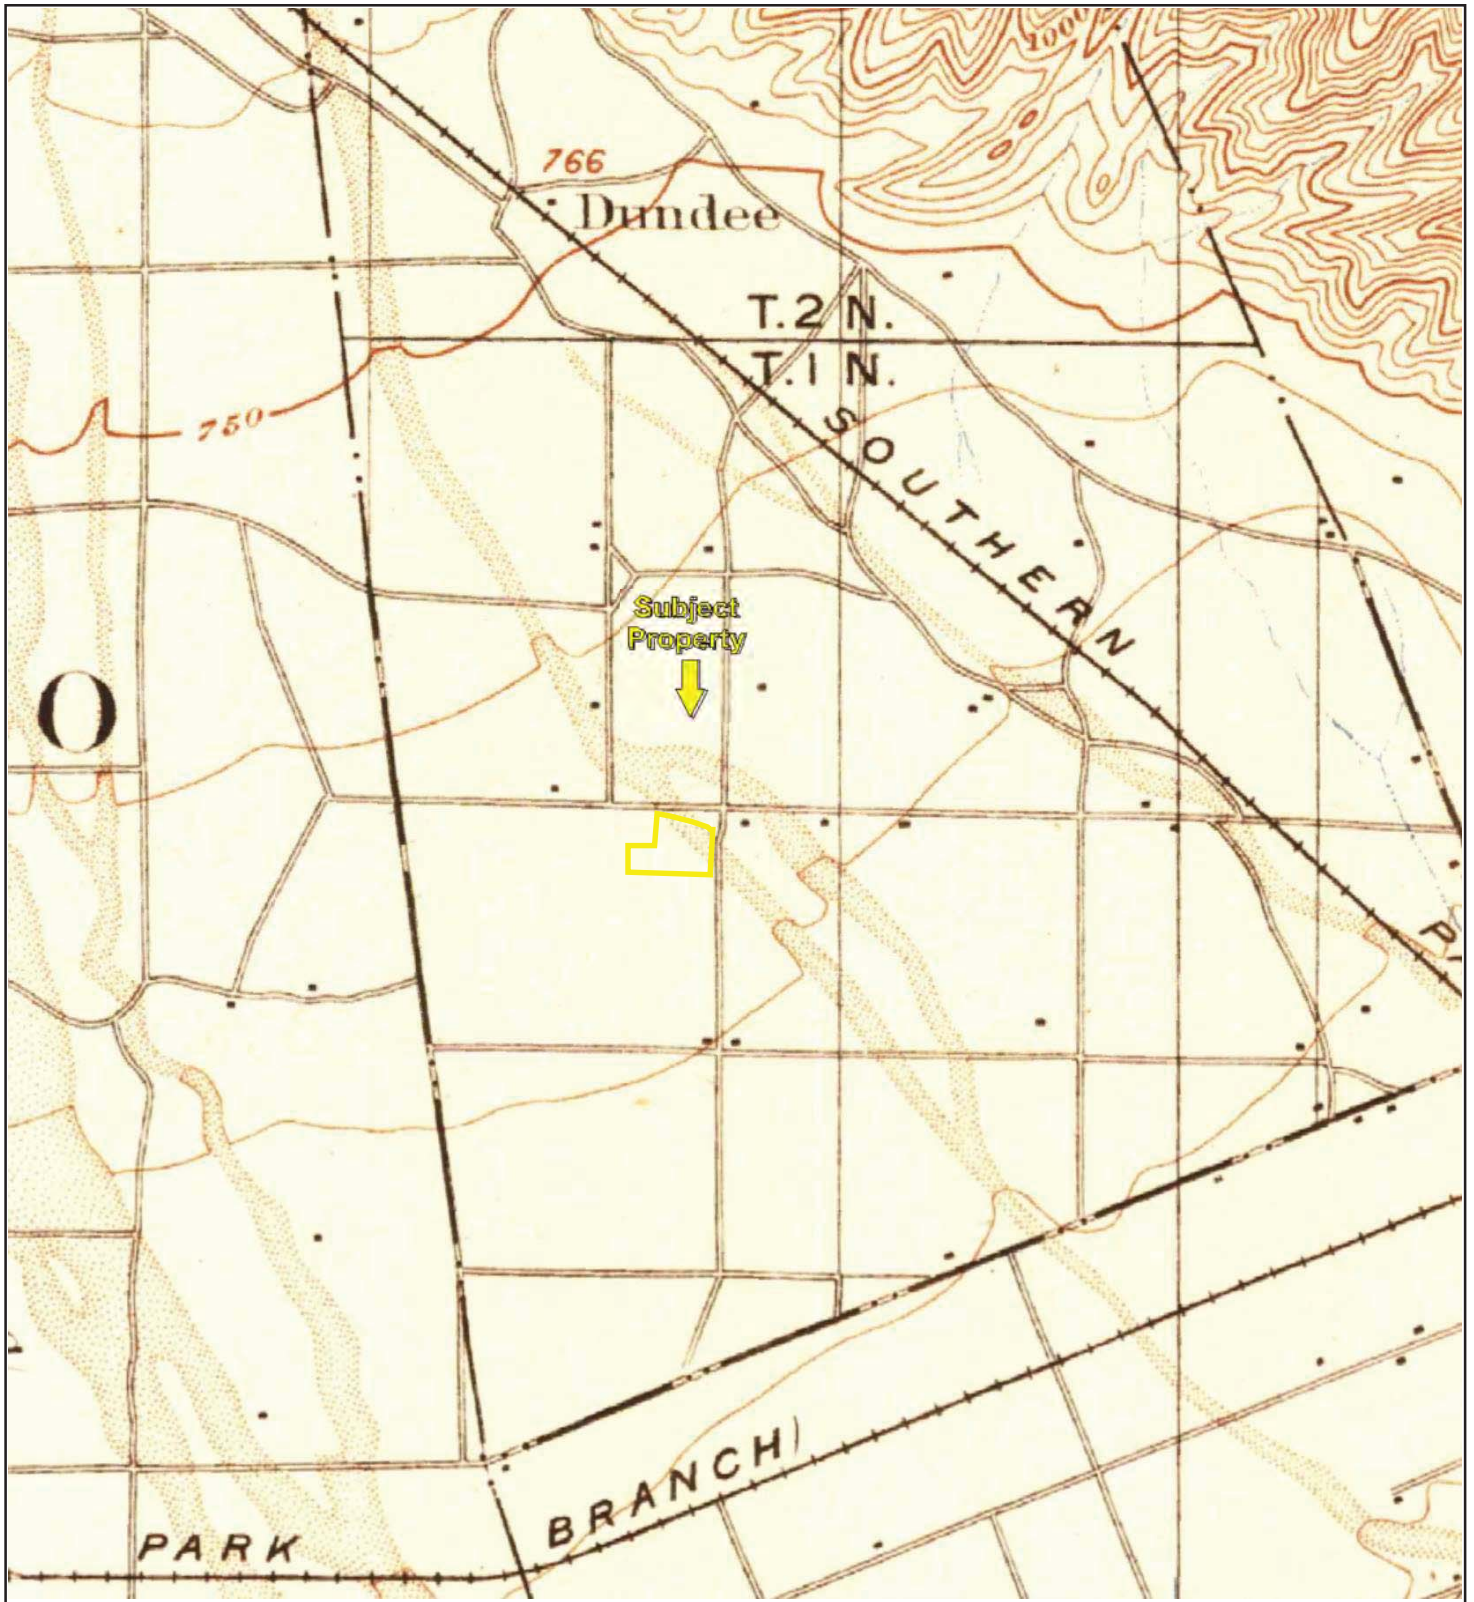 1000
766
Dundee
T.2 N.
T.1 N.
750
SOUTHERN
Subject
Property
O
P
BRANCH)
PARK